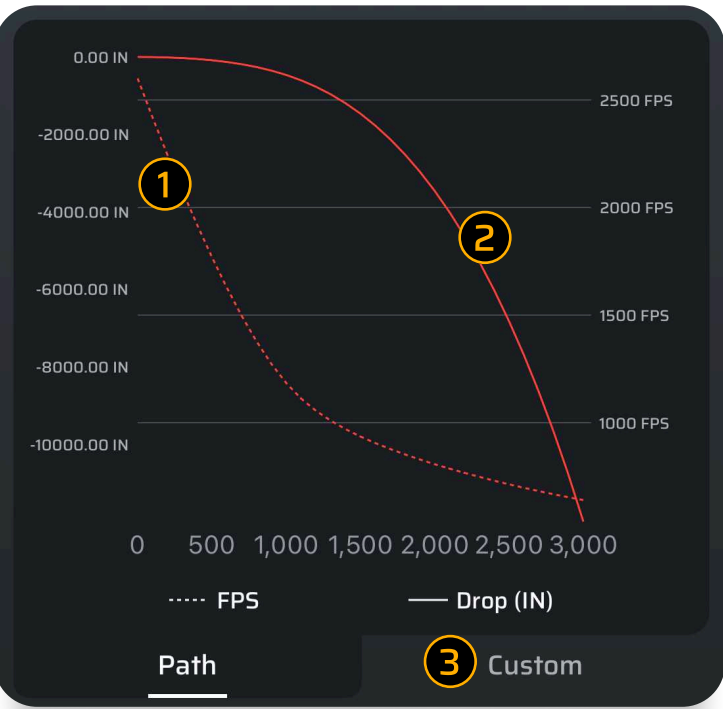 0.00 IN
2500 FPS
-2000.00 IN
1
2000 FPS
-4000.00 IN
2
-6000.00 IN
1500 FPS
-8000.00 IN
1000 FPS
-10000.00 IN
0 500 1,000 1,500 2,000 2,500 3,000
FPS Drop (IN)
Path 3 Custom